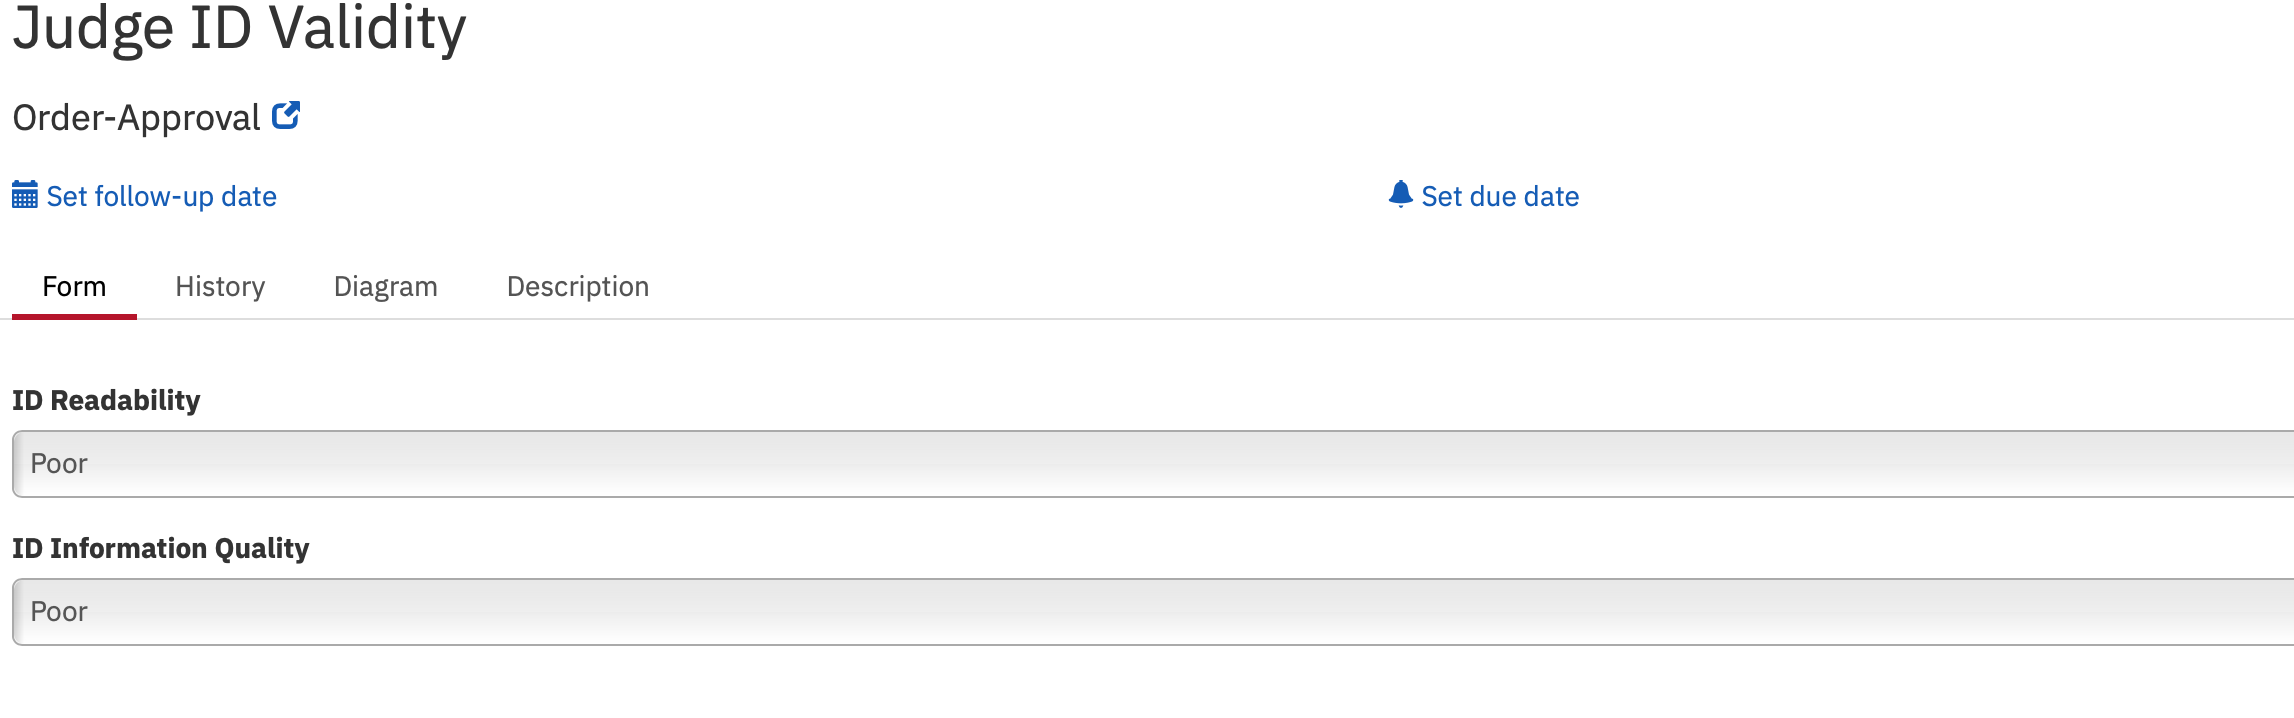 Judge ID Validity
Order-Approval
Set follow-up date Set due date
Form History Diagram Description
ID Readability
Poor
ID Information Quality
Poor